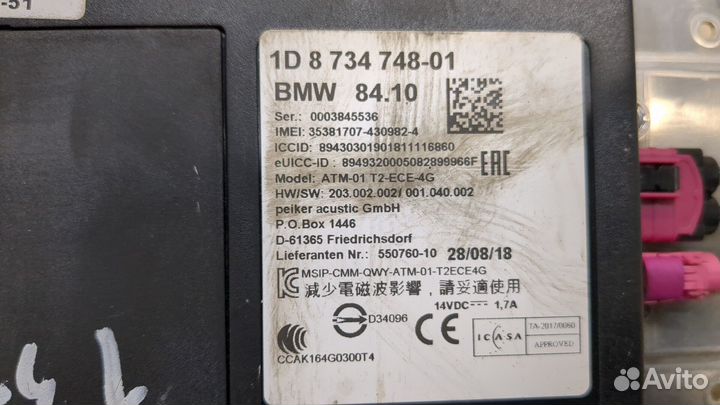 -51
1D 8 734 748-01
BMW 84.10
Ser.: 0003845536
IMEI: 35381707-430982-4
ICCID: 89430301901811116860
eUICC-ID : 8949320005082899966F EAC
Model: ATM-01 T2-ECE-4G
HW/SW: 203.002.002/ 001.040.002
peiker acustic GmbH
P.O.Box 1446
D-61365 Friedrichsdorf
Lieferanten Nr.: 550760-10 28/08/18
MSIP-CMM-QWY-ATM-01-T2ECE4G
減少電磁波影響，請妥適使用
14VDC 1,7A
D34096
CE
ICASA
TA-2017/0060
APPROVED
CCAK164G0300T4
Avito